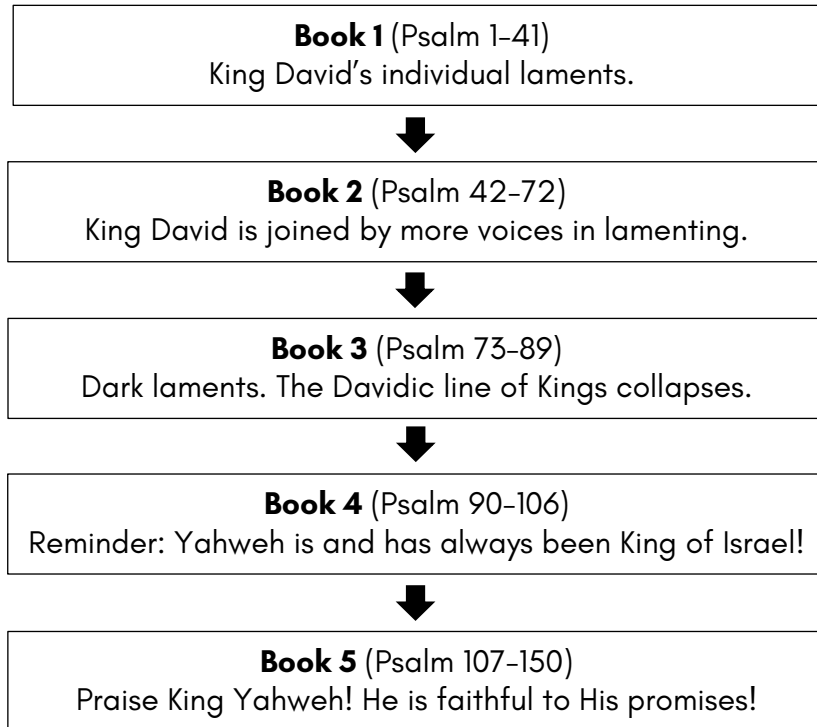 Book 1 (Psalm 1–41)
King David’s individual laments.
Book 2 (Psalm 42–72)
King David is joined by more voices in lamenting.
Book 3 (Psalm 73–89)
Dark laments. The Davidic line of Kings collapses.
Book 4 (Psalm 90–106)
Reminder: Yahweh is and has always been King of Israel!
Book 5 (Psalm 107–150)
Praise King Yahweh! He is faithful to His promises!